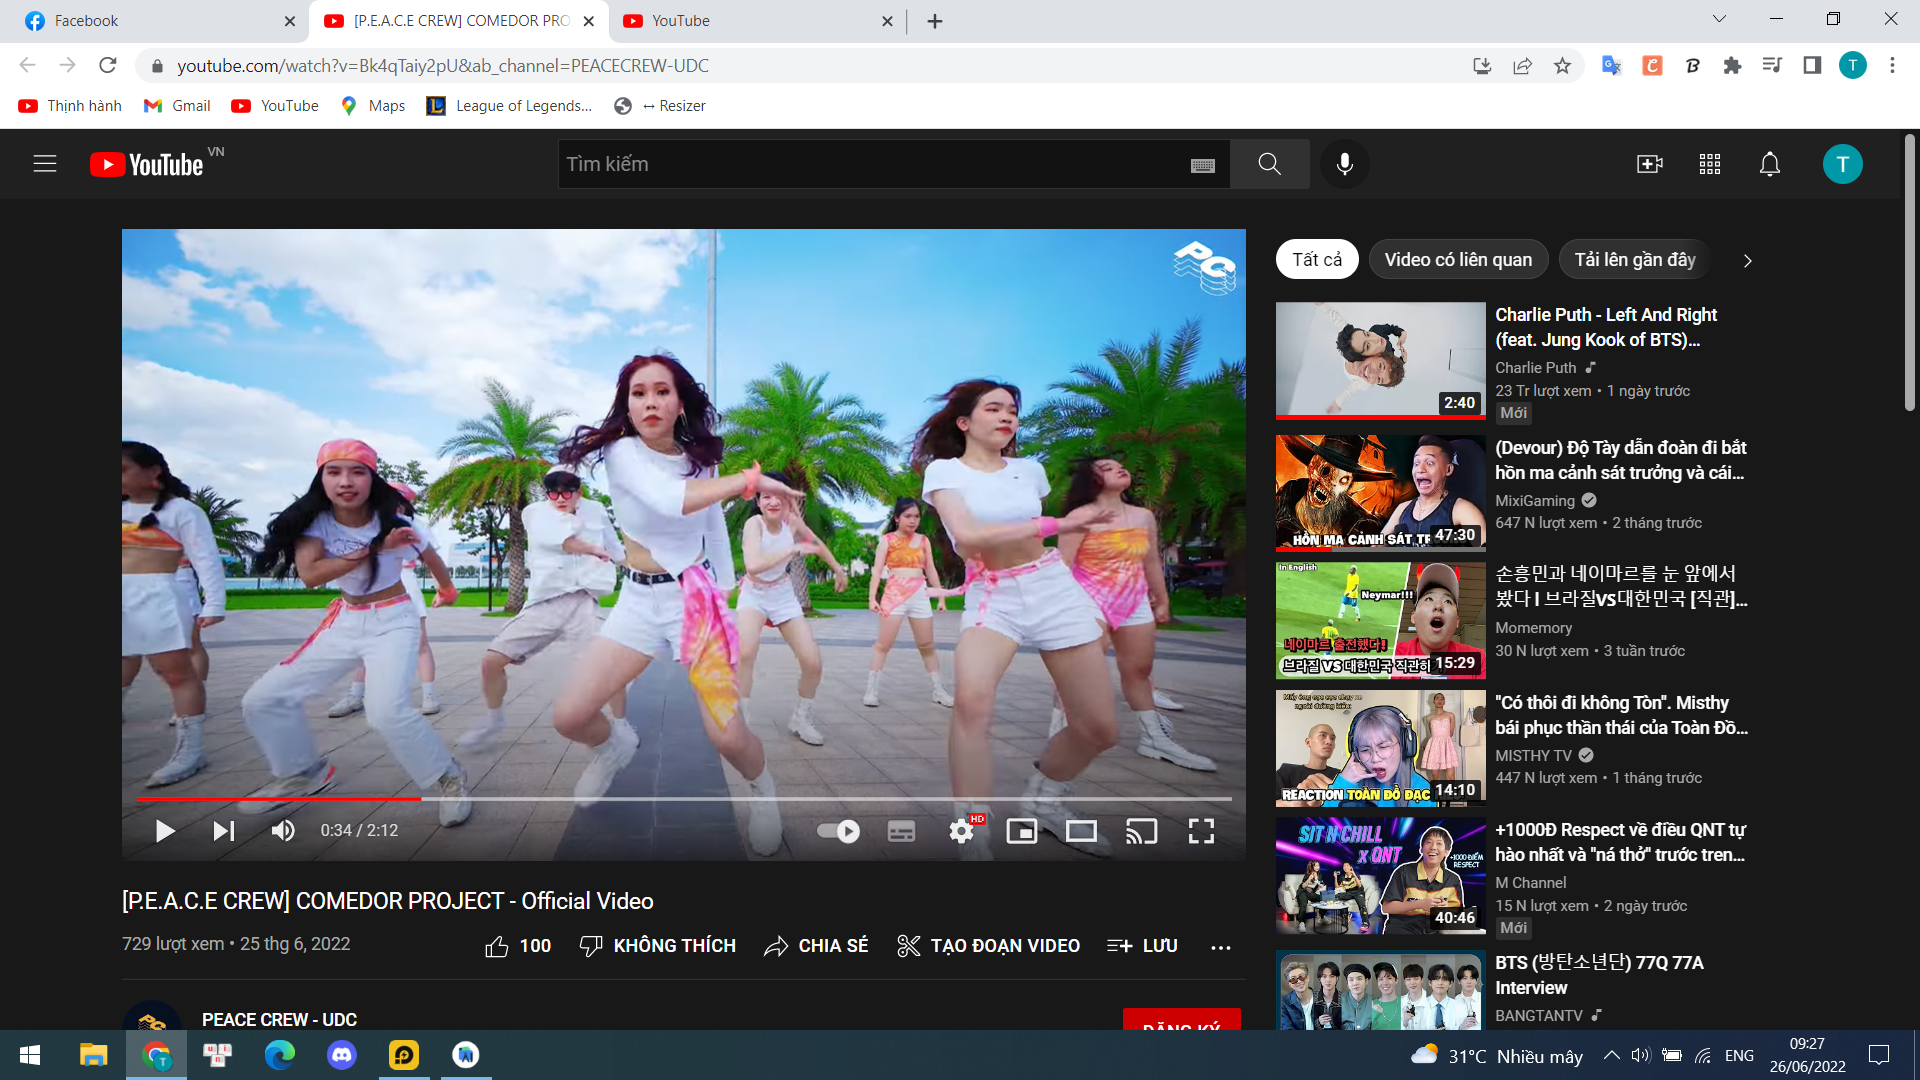 Facebook
[P.E.A.C.E CREW] COMEDOR PRO
YouTube
youtube.com/watch?v=Bk4qTaiy2pU&ab_channel=PEACECREW-UDC
T
Thịnh hành
Gmail
YouTube
Maps
League of Legends...
↔ Resizer
YouTube VN
Tìm kiếm
T
PC
Tất cả
Video có liên quan
Tải lên gần đây
Charlie Puth - Left And Right
(feat. Jung Kook of BTS)...
Charlie Puth
23 Tr lượt xem • 1 ngày trước
Mới
2:40
(Devour) Độ Tày dẫn đoàn đi bắt
hồn ma cảnh sát trưởng và cái...
MixiGaming
647 N lượt xem • 2 tháng trước
HỒN MA CẢNH SÁT TR
47:30
손흥민과 네이마르를 눈 앞에서
봤다 I 브라질VS대한민국 [직관]...
Momemory
30 N lượt xem • 3 tuần trước
In English
Neymar!!!
네이마르 출전했다!
브라질 VS 대한민국 직관하기
15:29
"Có thôi đi không Tòn". Misthy
bái phục thần thái của Toàn Đồ...
MISTHY TV
447 N lượt xem • 1 tháng trước
REACTION TOÀN ĐỒ ĐẠC
14:10
+1000Đ Respect về điều QNT tự
hào nhất và "ná thở" trước tren...
M Channel
15 N lượt xem • 2 ngày trước
Mới
SIT N CHILL
x QNT
+1000 ĐIỂM
RESPECT
40:46
BTS (방탄소년단) 77Q 77A
Interview
BANGTANTV
0:34 / 2:12
HD
[P.E.A.C.E CREW] COMEDOR PROJECT - Official Video
729 lượt xem • 25 thg 6, 2022
100
KHÔNG THÍCH
CHIA SẺ
TẠO ĐOẠN VIDEO
LƯU
PEACE CREW - UDC
ĐĂNG KÝ
31°C Nhiều mây
ENG
09:27
26/06/2022